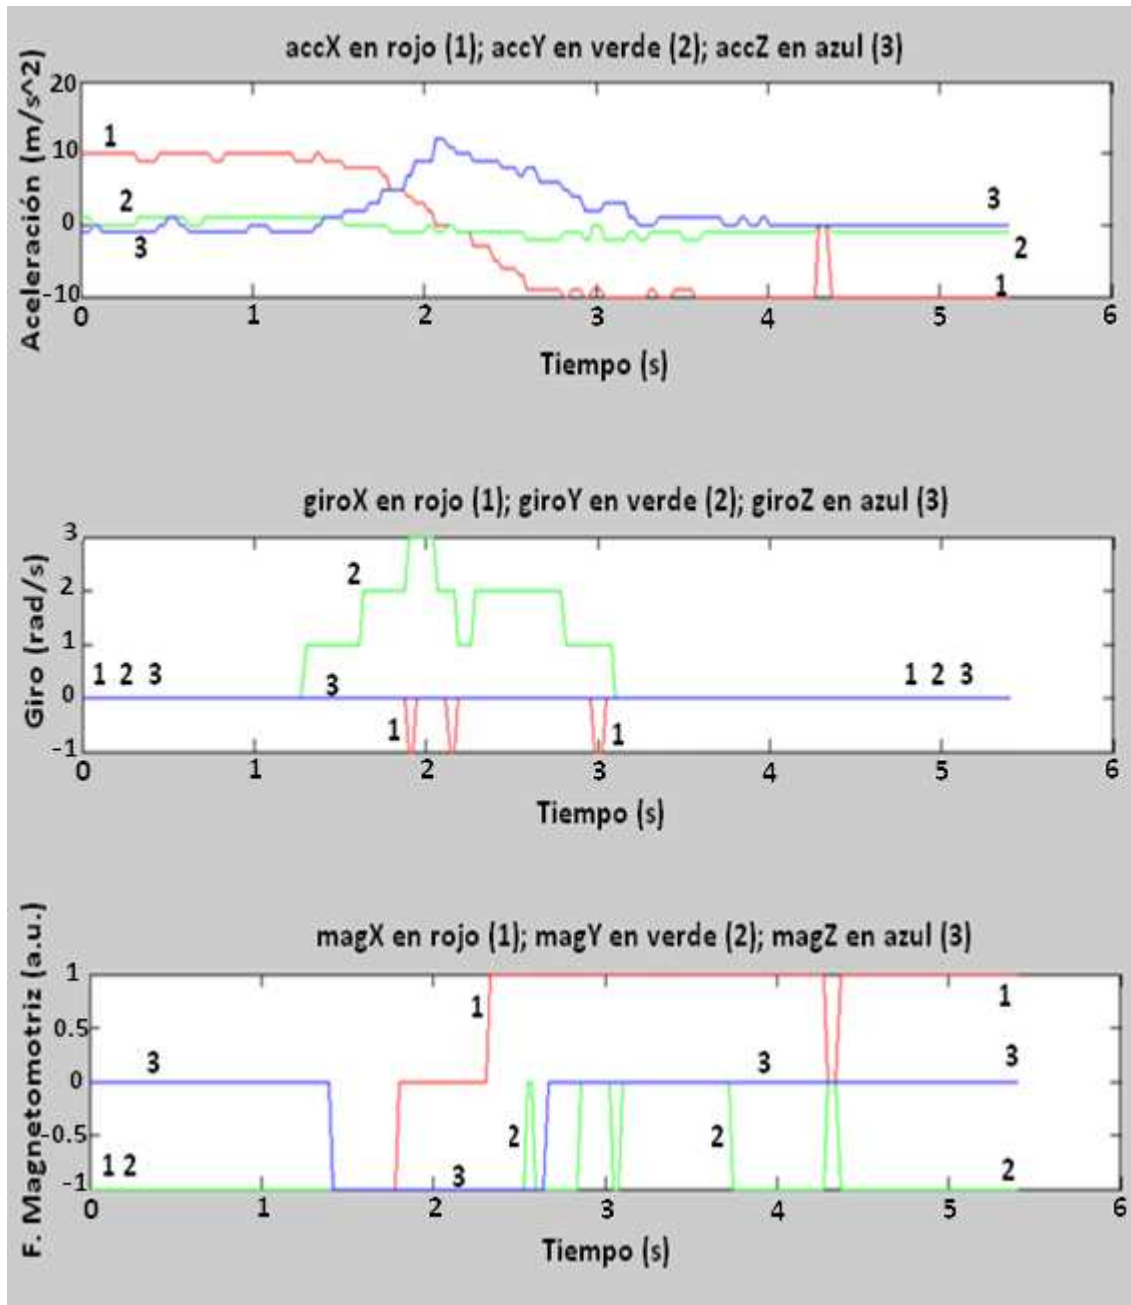 accX en rojo (1); accY en verde (2); accZ en azul (3)
Aceleración (m/s^2)
20
10
0
-10
1
2
3
3
2
1
0 1 2 3 4 5 6
Tiempo (s)
giroX en rojo (1); giroY en verde (2); giroZ en azul (3)
Giro (rad/s)
3
2
1
0
-1
2
1 2 3
3
1
1
1 2 3
0 1 2 3 4 5 6
Tiempo (s)
magX en rojo (1); magY en verde (2); magZ en azul (3)
F. Magnetomotriz (a.u.)
1
0.5
0
-0.5
-1
3
1 2
1
3
2
2
3
1
3
2
0 1 2 3 4 5 6
Tiempo (s)